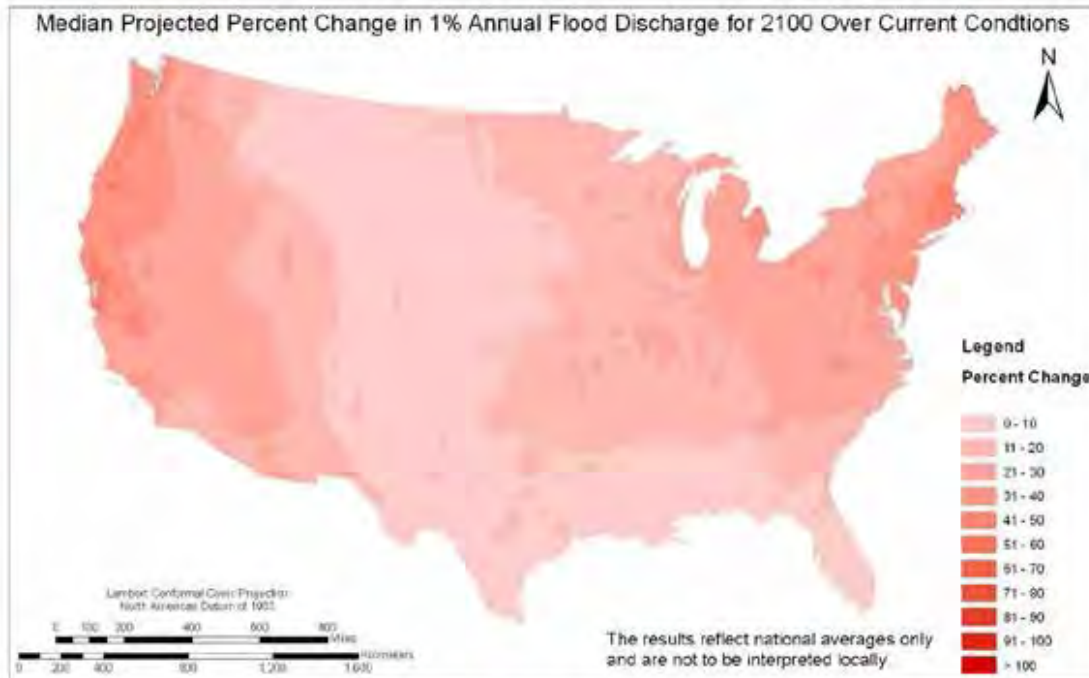 Median Projected Percent Change in 1% Annual Flood Discharge for 2100 Over Current Condtions
N
Legend
Percent Change
0 - 10
11 - 20
21 - 30
31 - 40
41 - 50
51 - 60
61 - 70
71 - 80
81 - 90
91 - 100
> 100
Lambert Conformal Conic Projection
North American Datum of 1983
0 100 200 400 600 800
Miles
Kilometers
0 200 400 800 1,200 1,600
The results reflect national averages only
and are not to be interpreted locally